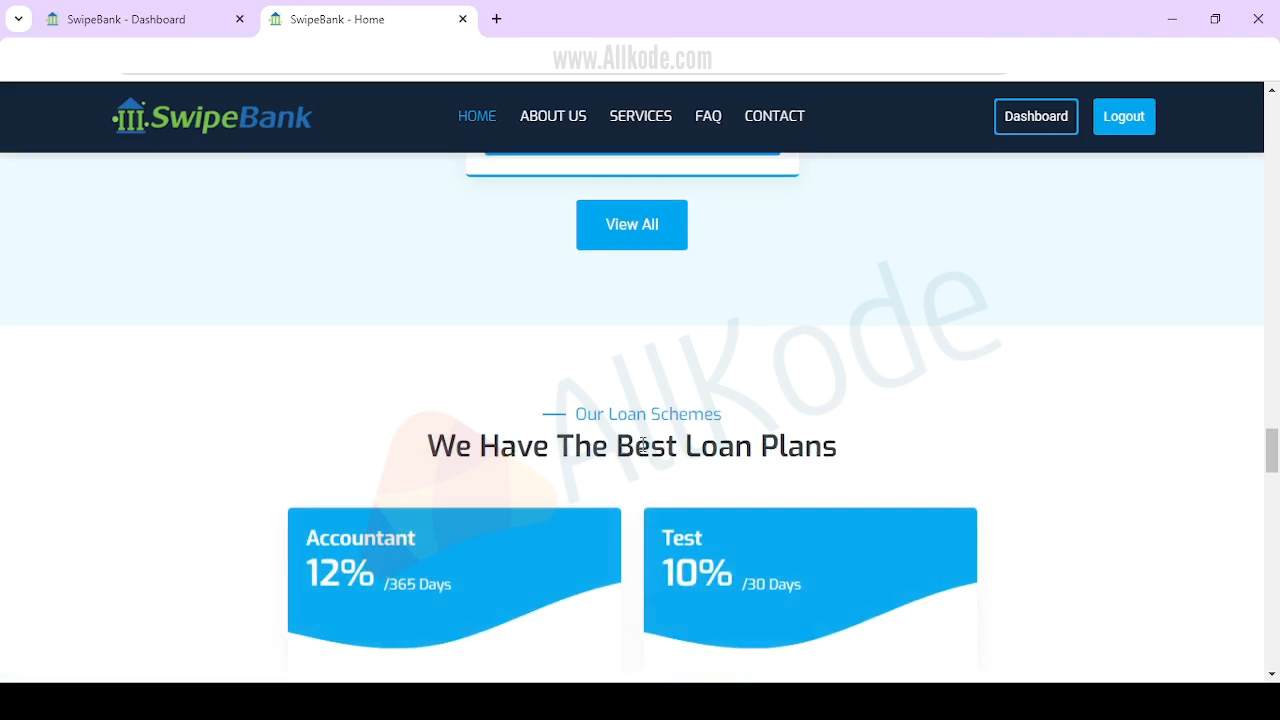 SwipeBank - Dashboard
SwipeBank - Home
www.Allkode.com
SwipeBank
HOME
ABOUT US
SERVICES
FAQ
CONTACT
Dashboard
Logout
View All
AllKode
Our Loan Schemes
We Have The Best Loan Plans
Accountant
12% /365 Days
Test
10% /30 Days